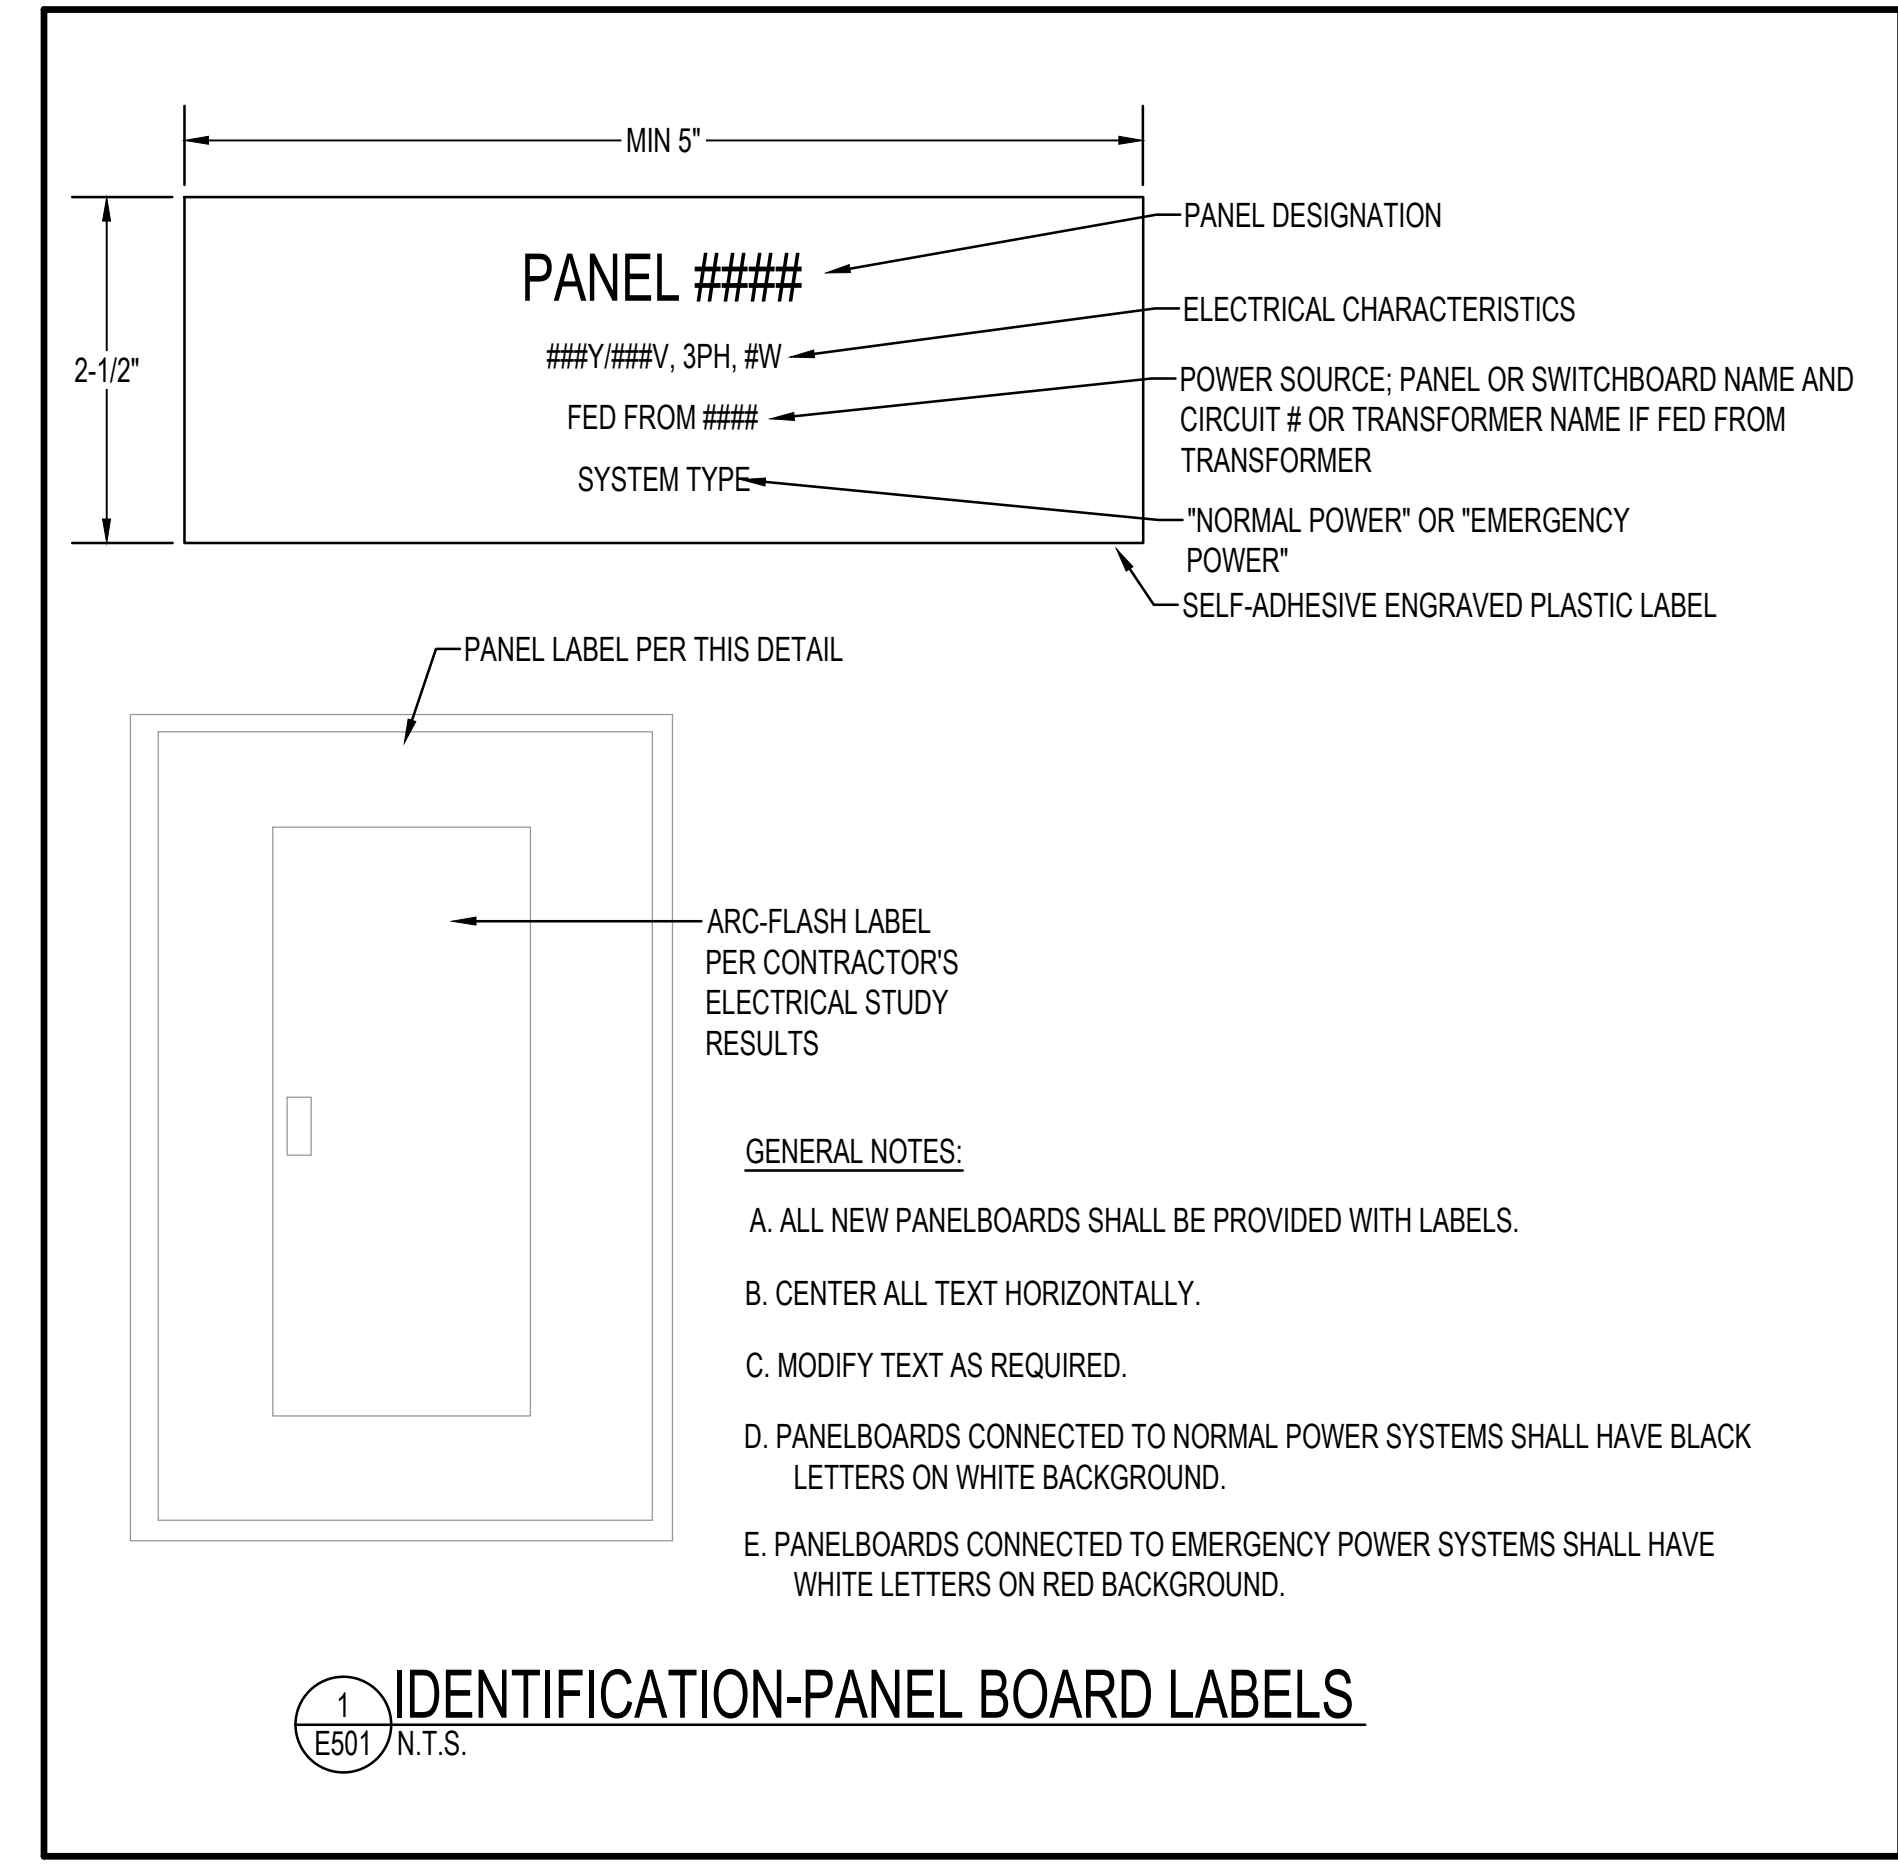 MIN 5"
2-1/2"
PANEL ####
###Y/###V, 3PH, #W
FED FROM ####
SYSTEM TYPE
PANEL DESIGNATION
ELECTRICAL CHARACTERISTICS
POWER SOURCE; PANEL OR SWITCHBOARD NAME AND
CIRCUIT # OR TRANSFORMER NAME IF FED FROM
TRANSFORMER
"NORMAL POWER" OR "EMERGENCY
POWER"
SELF-ADHESIVE ENGRAVED PLASTIC LABEL
PANEL LABEL PER THIS DETAIL
ARC-FLASH LABEL
PER CONTRACTOR'S
ELECTRICAL STUDY
RESULTS
GENERAL NOTES:
A. ALL NEW PANELBOARDS SHALL BE PROVIDED WITH LABELS.
B. CENTER ALL TEXT HORIZONTALLY.
C. MODIFY TEXT AS REQUIRED.
D. PANELBOARDS CONNECTED TO NORMAL POWER SYSTEMS SHALL HAVE BLACK
LETTERS ON WHITE BACKGROUND.
E. PANELBOARDS CONNECTED TO EMERGENCY POWER SYSTEMS SHALL HAVE
WHITE LETTERS ON RED BACKGROUND.
1
E501
IDENTIFICATION-PANEL BOARD LABELS
N.T.S.